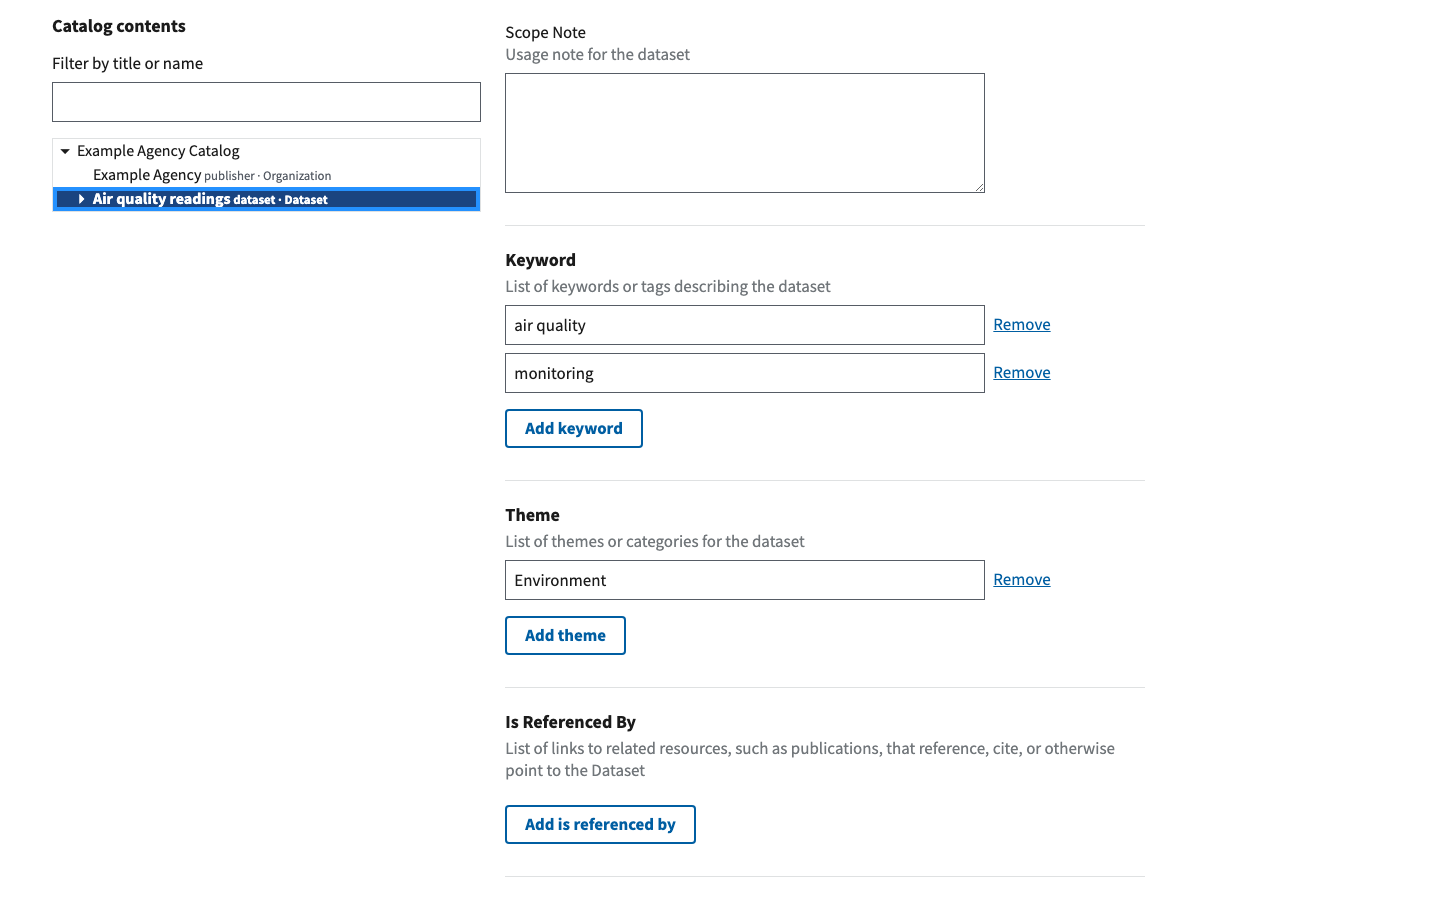 Catalog contents
Filter by title or name
Example Agency Catalog
Example Agency publisher · Organization
Air quality readings dataset · Dataset
Scope Note
Usage note for the dataset
Keyword
List of keywords or tags describing the dataset
air quality Remove
monitoring Remove
Add keyword
Theme
List of themes or categories for the dataset
Environment Remove
Add theme
Is Referenced By
List of links to related resources, such as publications, that reference, cite, or otherwise
point to the Dataset
Add is referenced by